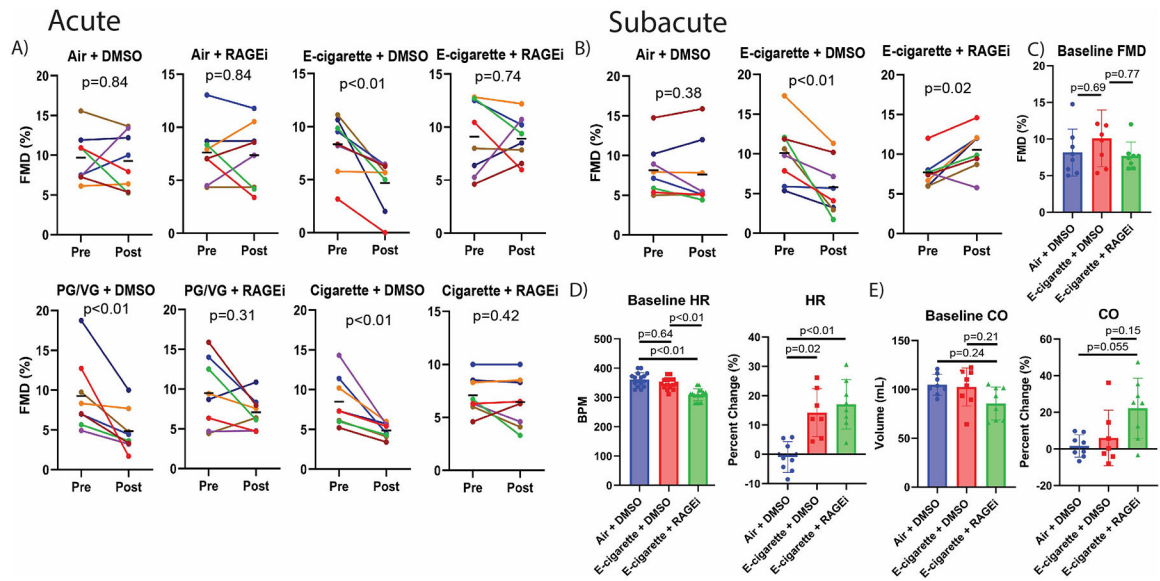 Acute
Subacute
A)
Air + DMSO
Air + RAGEi
E-cigarette + DMSO
E-cigarette + RAGEi
p=0.84
p=0.84
p<0.01
p=0.74
FMD (%)
20
15
10
5
0
15
10
5
0
15
10
5
0
15
10
5
0
Pre
Post
Pre
Post
Pre
Post
Pre
Post
PG/VG + DMSO
PG/VG + RAGEi
Cigarette + DMSO
Cigarette + RAGEi
p<0.01
p=0.31
p<0.01
p=0.42
FMD (%)
20
15
10
5
0
20
15
10
5
0
20
15
10
5
0
15
10
5
0
Pre
Post
Pre
Post
Pre
Post
Pre
Post
B)
Air + DMSO
E-cigarette + DMSO
E-cigarette + RAGEi
p=0.38
p<0.01
p=0.02
FMD (%)
20
15
10
5
0
20
15
10
5
0
20
15
10
5
0
Pre
Post
Pre
Post
Pre
Post
C)
Baseline FMD
p=0.77
p=0.69
FMD (%)
20
15
10
5
0
Air + DMSO
E-cigarette + DMSO
E-cigarette + RAGEi
D)
Baseline HR
p<0.01
p=0.64
p<0.01
BPM
500
400
300
200
100
0
Air + DMSO
E-cigarette + DMSO
E-cigarette + RAGEi
HR
p<0.01
p=0.02
Percent Change (%)
40
30
20
10
0
-10
Air + DMSO
E-cigarette + DMSO
E-cigarette + RAGEi
E)
Baseline CO
p=0.21
p=0.24
Volume (mL)
150
100
50
0
Air + DMSO
E-cigarette + DMSO
E-cigarette + RAGEi
CO
p=0.15
p=0.055
Percent Change (%)
60
40
20
0
-20
Air + DMSO
E-cigarette + DMSO
E-cigarette + RAGEi